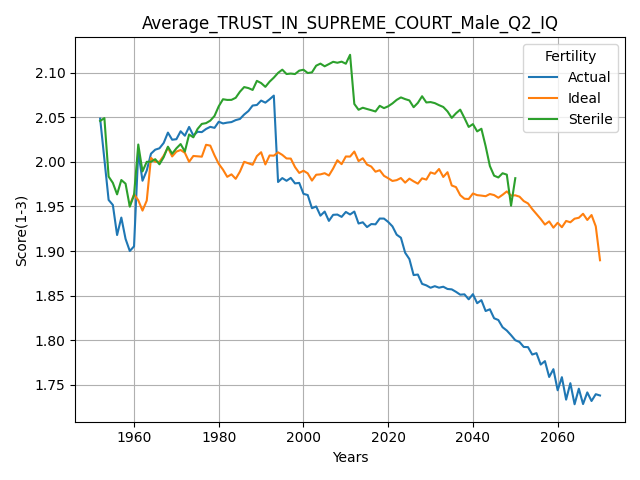 Average_TRUST_IN_SUPREME_COURT_Male_Q2_IQ
Fertility
Actual
Ideal
Sterile
Score(1-3)
2.10
2.05
2.00
1.95
1.90
1.85
1.80
1.75
1960
1980
2000
2020
2040
2060
Years